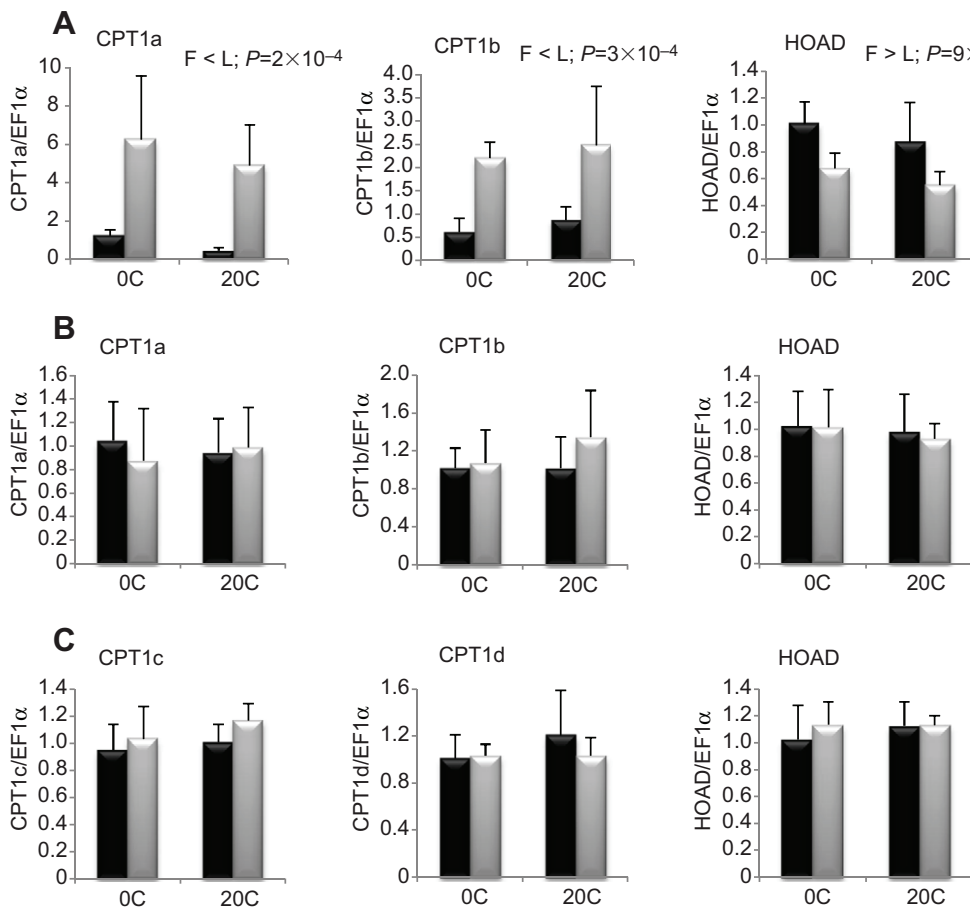 A
CPT1a
F < L; P=2×10⁻⁴
CPT1a/EF1α
10
8
6
4
2
0
0C
20C
CPT1b
F < L; P=3×10⁻⁴
CPT1b/EF1α
4.0
3.5
3.0
2.5
2.0
1.5
1.0
0.5
0
0C
20C
HOAD
F > L; P=9×
HOAD/EF1α
1.4
1.2
1.0
0.8
0.6
0.4
0.2
0
0C
20C
B
CPT1a
CPT1a/EF1α
1.6
1.4
1.2
1.0
0.8
0.6
0.4
0.2
0
0C
20C
CPT1b
CPT1b/EF1α
2.0
1.6
1.2
0.8
0.4
0
0C
20C
HOAD
HOAD/EF1α
1.4
1.2
1.0
0.8
0.6
0.4
0.2
0
0C
20C
C
CPT1c
CPT1c/EF1α
1.4
1.2
1.0
0.8
0.6
0.4
0.2
0
0C
20C
CPT1d
CPT1d/EF1α
1.6
1.2
0.8
0.4
0
0C
20C
HOAD
HOAD/EF1α
1.4
1.2
1.0
0.8
0.6
0.4
0.2
0
0C
20C